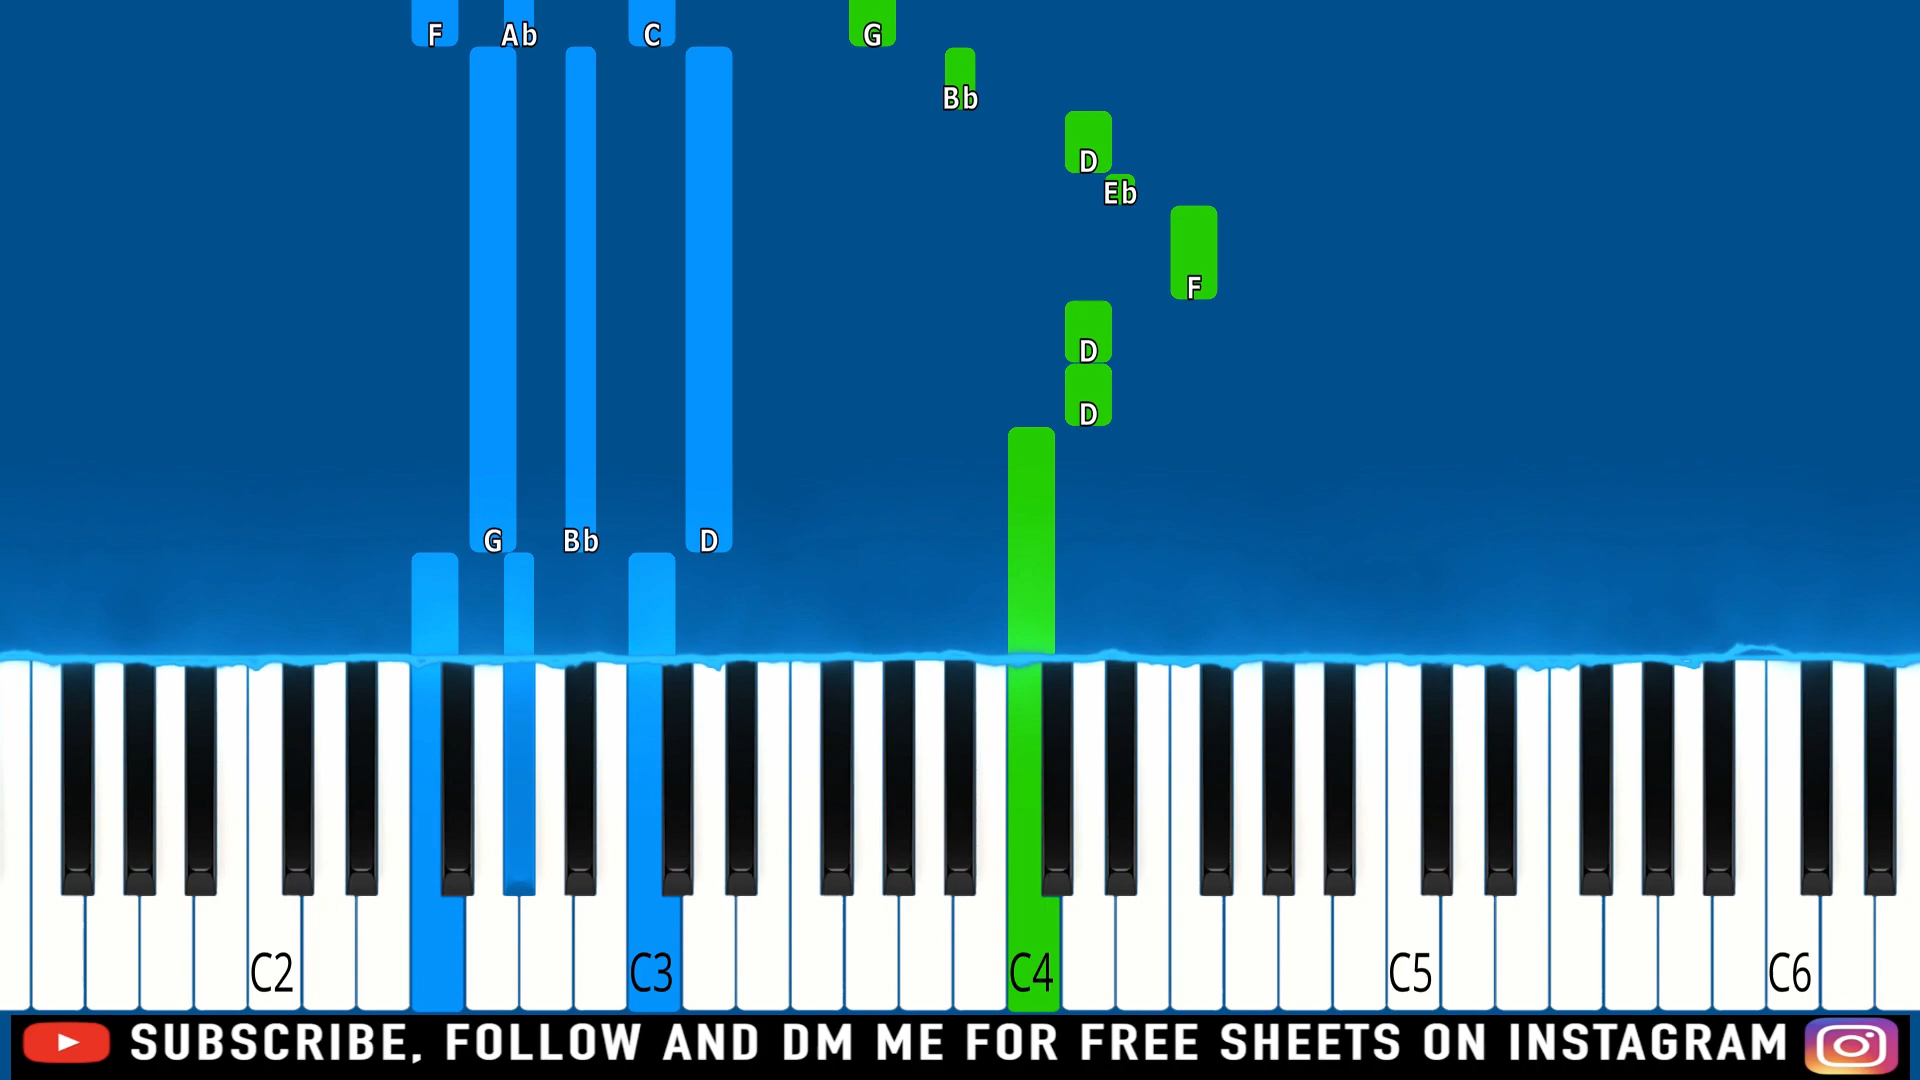 F Ab C G
Bb
D
Eb
F
D
D
G Bb D
C2 C3 C4 C5 C6
SUBSCRIBE, FOLLOW AND DM ME FOR FREE SHEETS ON INSTAGRAM